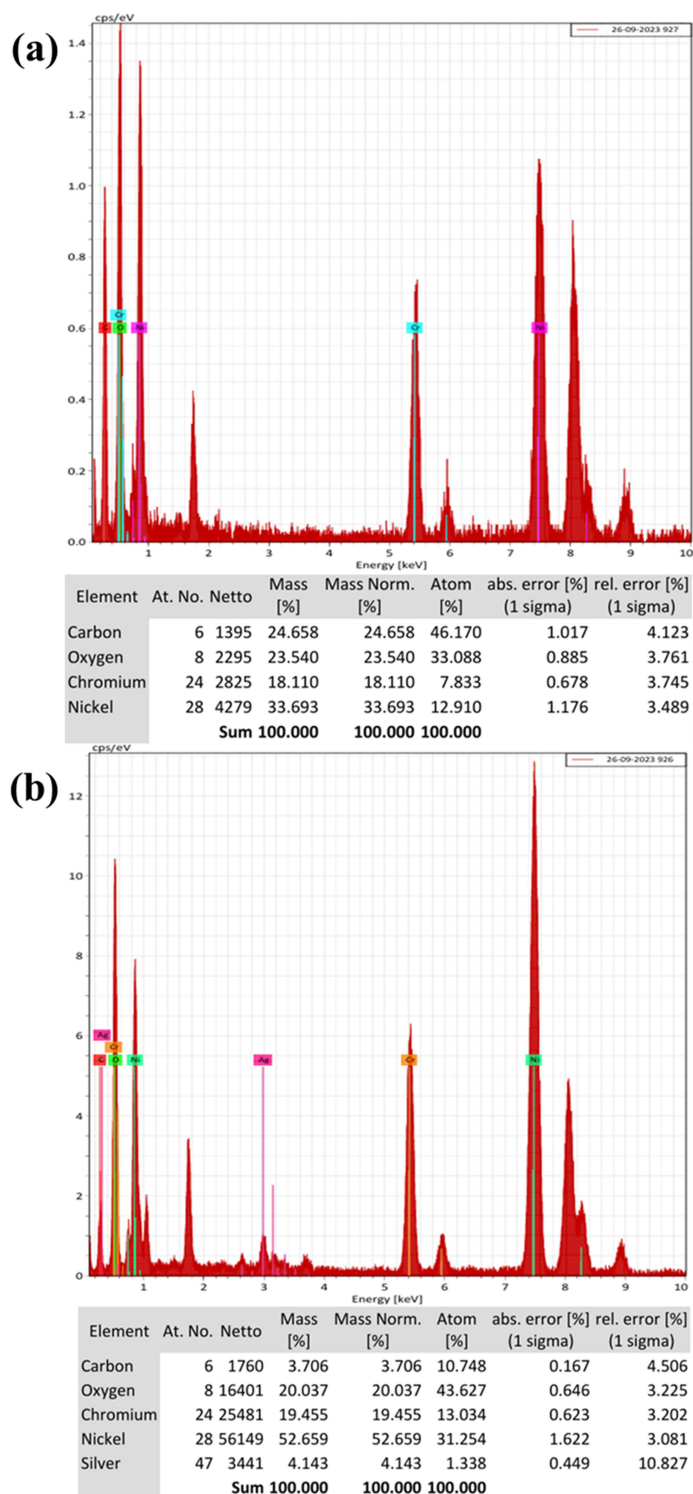 (a)
cps/eV
26-09-2023 927
1.4
1.2
1.0
0.8
0.6
0.4
0.2
0.0
Cr
C O Ni Cr Ni
1 2 3 4 5 6 7 8 9 10
Energy [keV]
Element At. No. Netto Mass [%] Mass Norm. [%] Atom [%] abs. error [%] (1 sigma) rel. error [%] (1 sigma)
Carbon 6 1395 24.658 24.658 46.170 1.017 4.123
Oxygen 8 2295 23.540 23.540 33.088 0.885 3.761
Chromium 24 2825 18.110 18.110 7.833 0.678 3.745
Nickel 28 4279 33.693 33.693 12.910 1.176 3.489
Sum 100.000 100.000 100.000
(b)
cps/eV
26-09-2023 926
12
10
8
6
4
2
0
Ag
Cr
C O Ni Ag Cr Ni
1 2 3 4 5 6 7 8 9 10
Energy [keV]
Element At. No. Netto Mass [%] Mass Norm. [%] Atom [%] abs. error [%] (1 sigma) rel. error [%] (1 sigma)
Carbon 6 1760 3.706 3.706 10.748 0.167 4.506
Oxygen 8 16401 20.037 20.037 43.627 0.646 3.225
Chromium 24 25481 19.455 19.455 13.034 0.623 3.202
Nickel 28 56149 52.659 52.659 31.254 1.622 3.081
Silver 47 3441 4.143 4.143 1.338 0.449 10.827
Sum 100.000 100.000 100.000